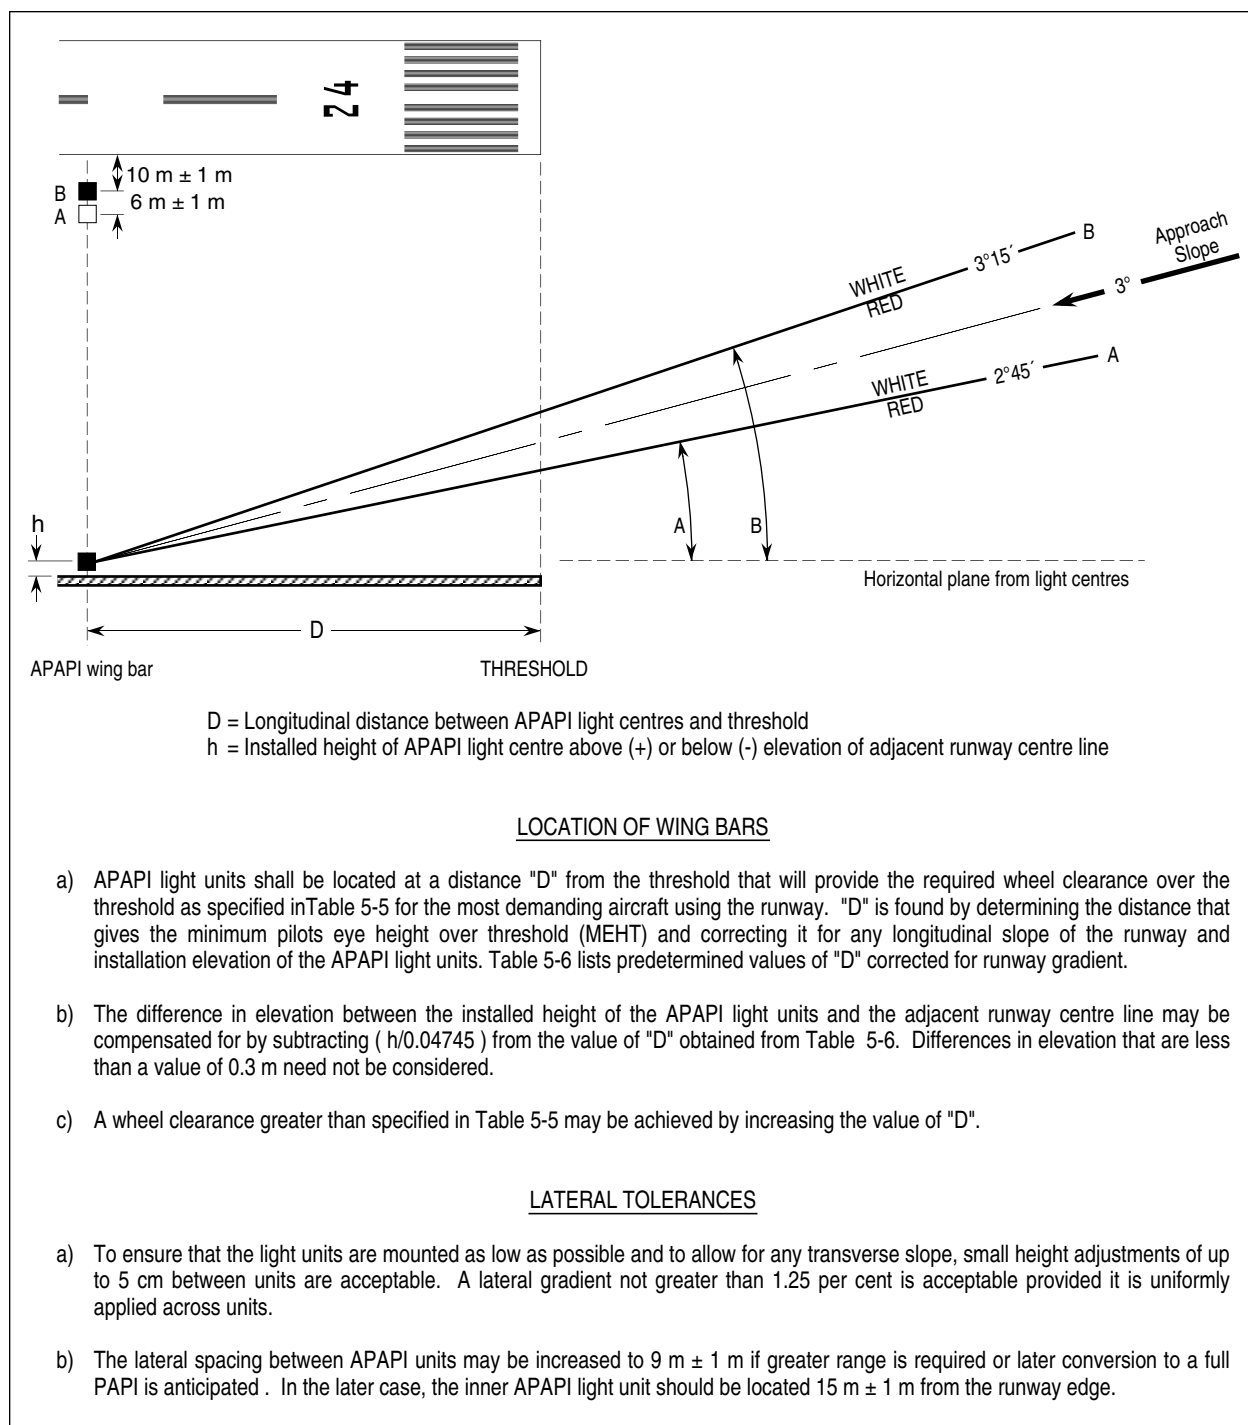 24
10 m ± 1 m
B
6 m ± 1 m
A
B
Approach
Slope
3°15´
WHITE
RED
3°
A
WHITE
2°45´
RED
h
A
B
Horizontal plane from light centres
D
APAPI wing bar
THRESHOLD
D = Longitudinal distance between APAPI light centres and threshold
h = Installed height of APAPI light centre above (+) or below (-) elevation of adjacent runway centre line
LOCATION OF WING BARS
a) APAPI light units shall be located at a distance "D" from the threshold that will provide the required wheel clearance over the
threshold as specified inTable 5-5 for the most demanding aircraft using the runway. "D" is found by determining the distance that
gives the minimum pilots eye height over threshold (MEHT) and correcting it for any longitudinal slope of the runway and
installation elevation of the APAPI light units. Table 5-6 lists predetermined values of "D" corrected for runway gradient.
b) The difference in elevation between the installed height of the APAPI light units and the adjacent runway centre line may be
compensated for by subtracting ( h/0.04745 ) from the value of "D" obtained from Table 5-6. Differences in elevation that are less
than a value of 0.3 m need not be considered.
c) A wheel clearance greater than specified in Table 5-5 may be achieved by increasing the value of "D".
LATERAL TOLERANCES
a) To ensure that the light units are mounted as low as possible and to allow for any transverse slope, small height adjustments of up
to 5 cm between units are acceptable. A lateral gradient not greater than 1.25 per cent is acceptable provided it is uniformly
applied across units.
b) The lateral spacing between APAPI units may be increased to 9 m ± 1 m if greater range is required or later conversion to a full
PAPI is anticipated . In the later case, the inner APAPI light unit should be located 15 m ± 1 m from the runway edge.